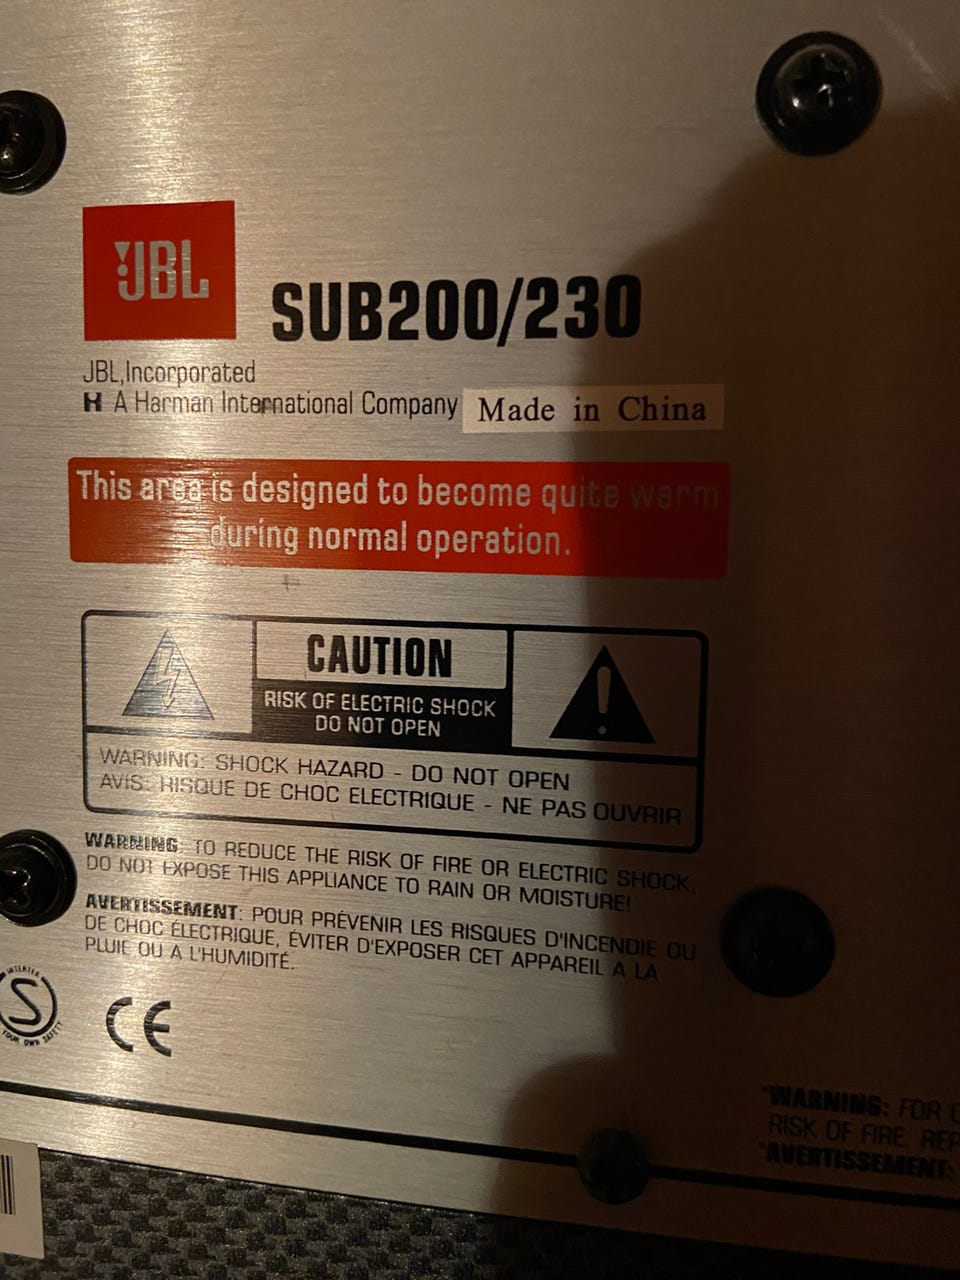 JBL
SUB200/230
JBL,Incorporated
H A Harman International Company
Made in China
This area is designed to become quite warm
during normal operation.
CAUTION
RISK OF ELECTRIC SHOCK
DO NOT OPEN
WARNING: SHOCK HAZARD - DO NOT OPEN
AVIS: RISQUE DE CHOC ELECTRIQUE - NE PAS OUVRIR
WARNING: TO REDUCE THE RISK OF FIRE OR ELECTRIC SHOCK,
DO NOT EXPOSE THIS APPLIANCE TO RAIN OR MOISTURE!
AVERTISSEMENT: POUR PRÉVENIR LES RISQUES D'INCENDIE OU
DE CHOC ÉLECTRIQUE, ÉVITER D'EXPOSER CET APPAREIL A LA
PLUIE OU A L'HUMIDITÉ.
INTERTEK
S
YOUR OWN SAFETY
CE
"WARNING: FOR
RISK OF FIRE. REP
"AVERTISSEMENT: